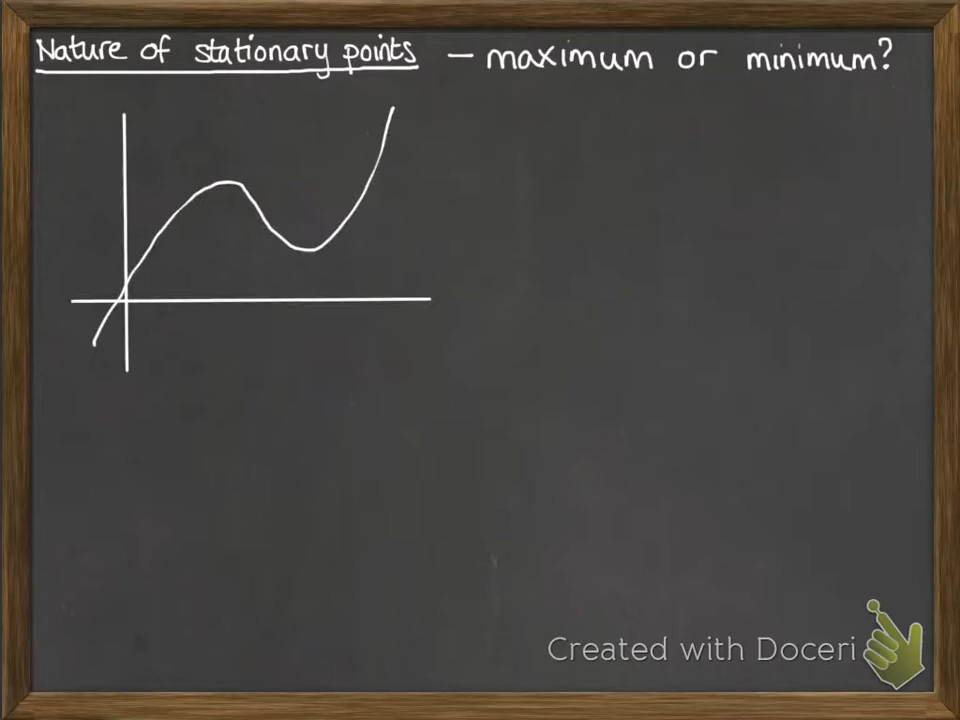 Nature of stationary points – maximum or minimum?
Created with Doceri